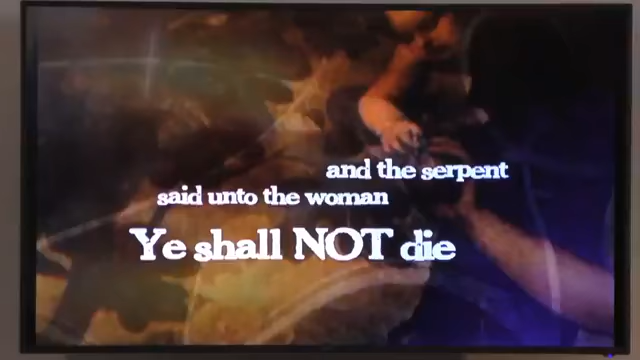 and the serpent
said unto the woman
Ye shall NOT die